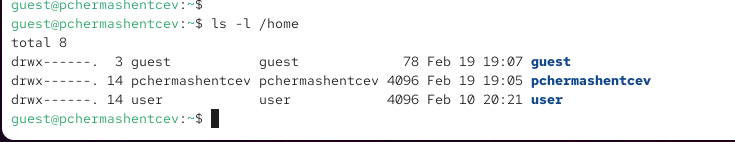 guest@pchermashentcev:~$
guest@pchermashentcev:~$ ls -l /home
total 8
drwx------.  3 guest           guest             78 Feb 19 19:07 guest
drwx------. 14 pchermashentcev pchermashentcev 4096 Feb 19 19:05 pchermashentcev
drwx------. 14 user            user            4096 Feb 10 20:21 user
guest@pchermashentcev:~$